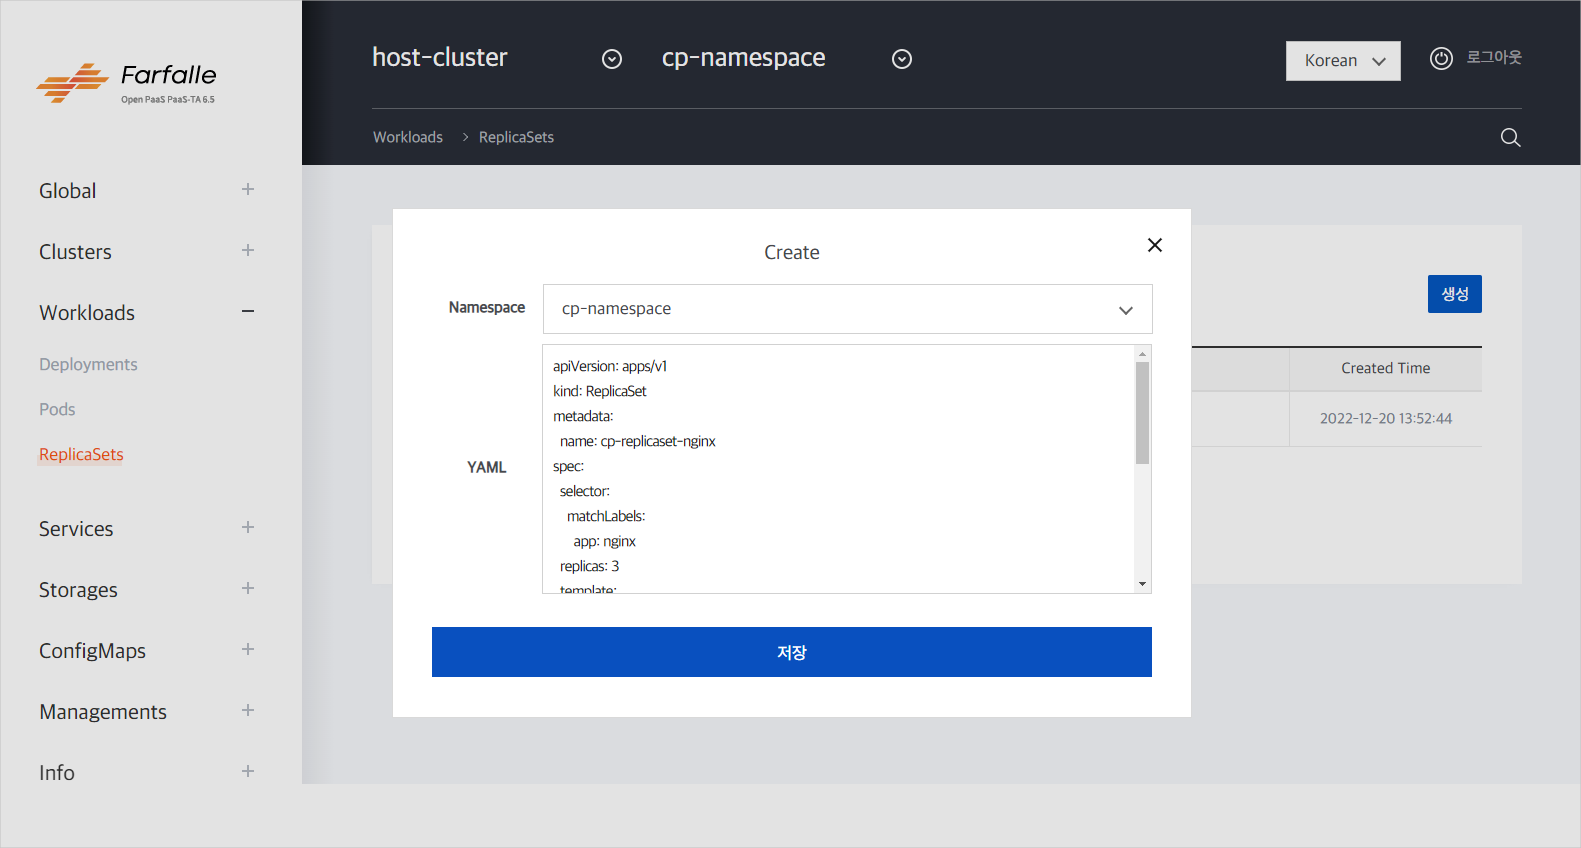 Farfalle
Open PaaS PaaS-TA 6.5
host-cluster
cp-namespace
Korean
로그아웃
Workloads > ReplicaSets
Global
Clusters
Workloads
Deployments
Pods
ReplicaSets
Services
Storages
ConfigMaps
Managements
Info
생성
Created Time
2022-12-20 13:52:44
Create
Namespace
cp-namespace
YAML
apiVersion: apps/v1
kind: ReplicaSet
metadata:
  name: cp-replicaset-nginx
spec:
  selector:
    matchLabels:
      app: nginx
  replicas: 3
  template:
저장